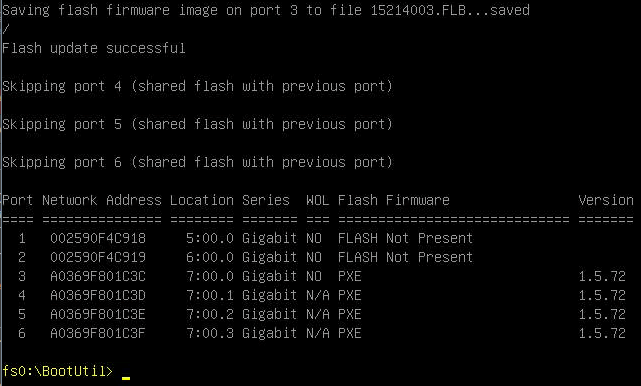 Saving flash firmware image on port 3 to file 15214003.FLB...saved
/
Flash update successful
Skipping port 4 (shared flash with previous port)
Skipping port 5 (shared flash with previous port)
Skipping port 6 (shared flash with previous port)
Port Network Address Location Series WOL Flash Firmware Version
==== =============== ======== ======= === ============================= =======
1 002590F4C918 5:00.0 Gigabit NO FLASH Not Present
2 002590F4C919 6:00.0 Gigabit NO FLASH Not Present
3 A0369F801C3C 7:00.0 Gigabit NO PXE 1.5.72
4 A0369F801C3D 7:00.1 Gigabit N/A PXE 1.5.72
5 A0369F801C3E 7:00.2 Gigabit N/A PXE 1.5.72
6 A0369F801C3F 7:00.3 Gigabit N/A PXE 1.5.72
fs0:\BootUtil> _